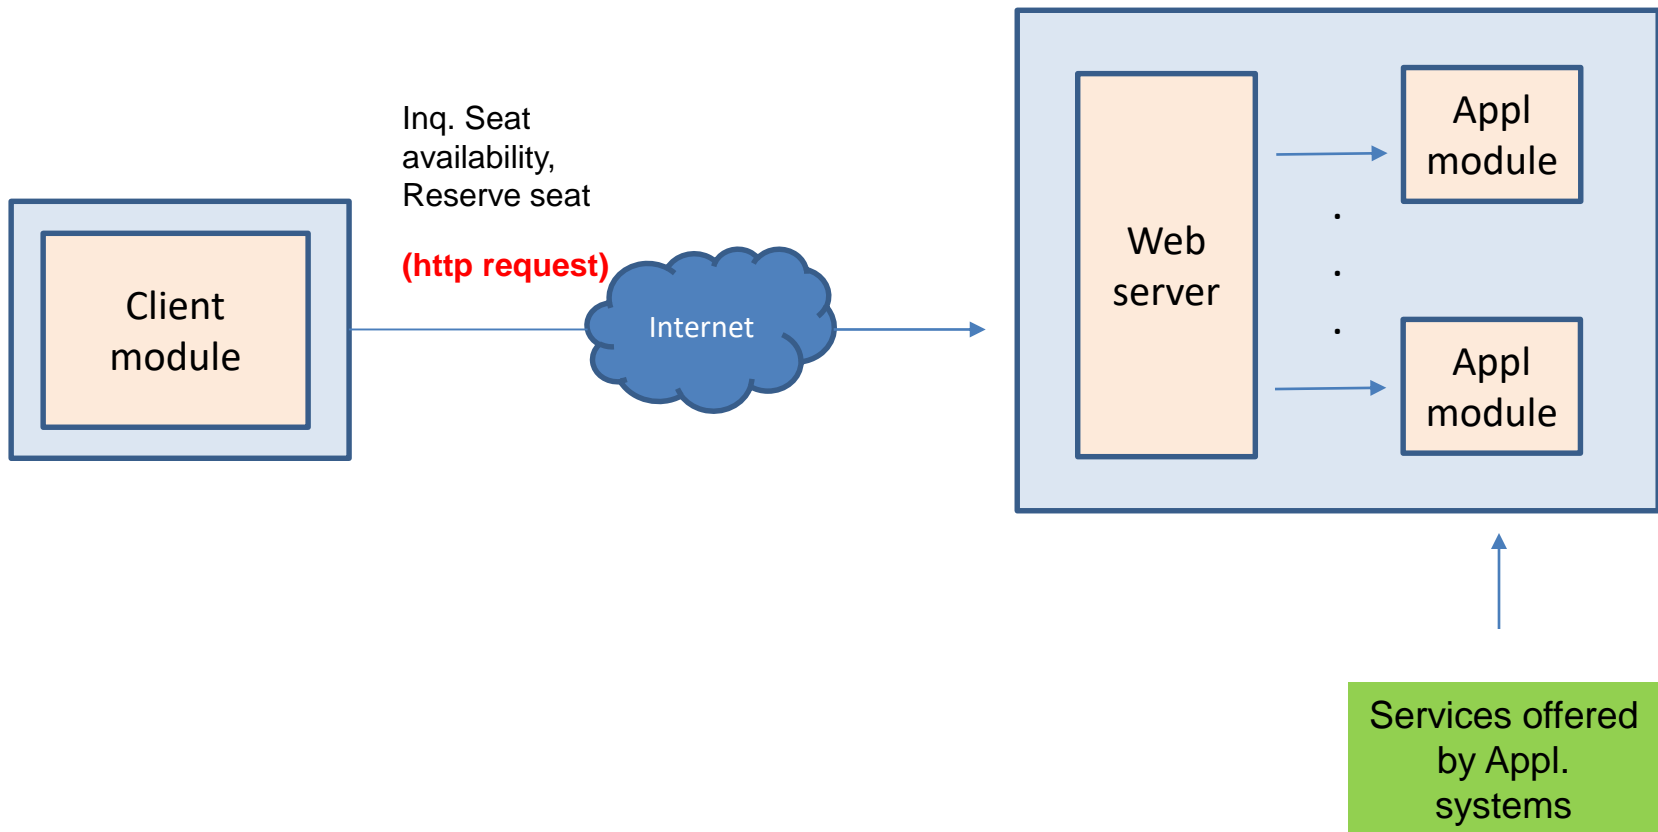 Inq. Seat
availability,
Reserve seat
(http request)
Client
module
Internet
Web
server
Appl
module
.
.
.
Appl
module
Services offered
by Appl.
systems